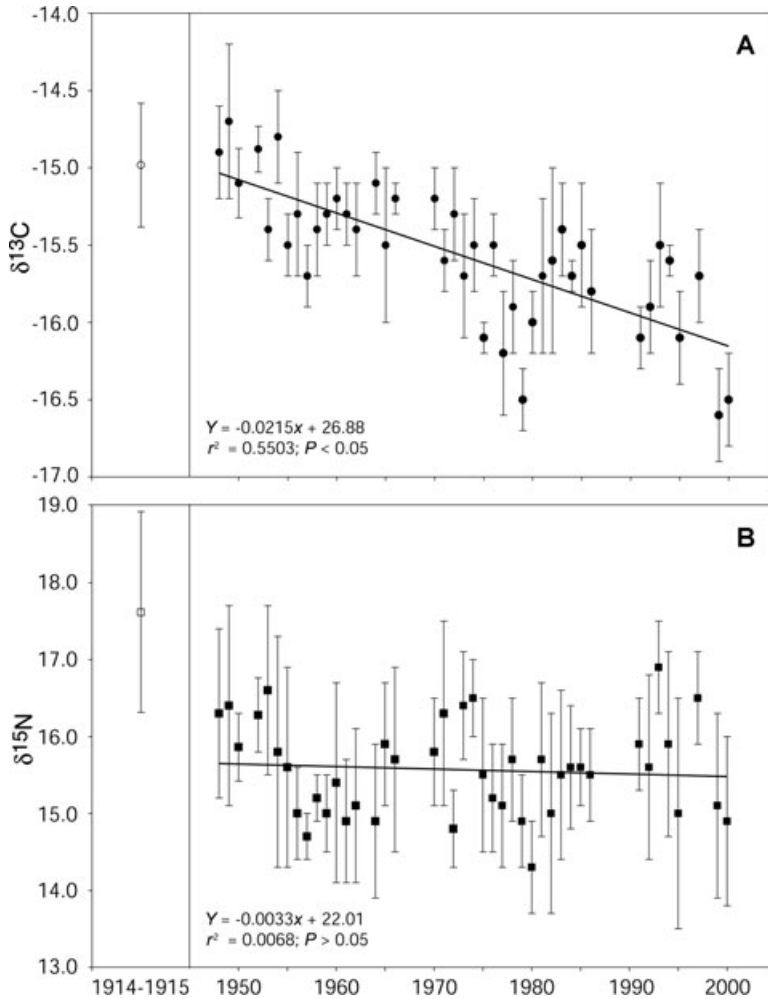 A
-14.0
-14.5
-15.0
-15.5
-16.0
-16.5
-17.0
δ13C
Y = -0.0215x + 26.88
r² = 0.5503; P < 0.05
B
19.0
18.0
17.0
16.0
15.0
14.0
13.0
δ15N
Y = -0.0033x + 22.01
r² = 0.0068; P > 0.05
1914-1915 1950 1960 1970 1980 1990 2000